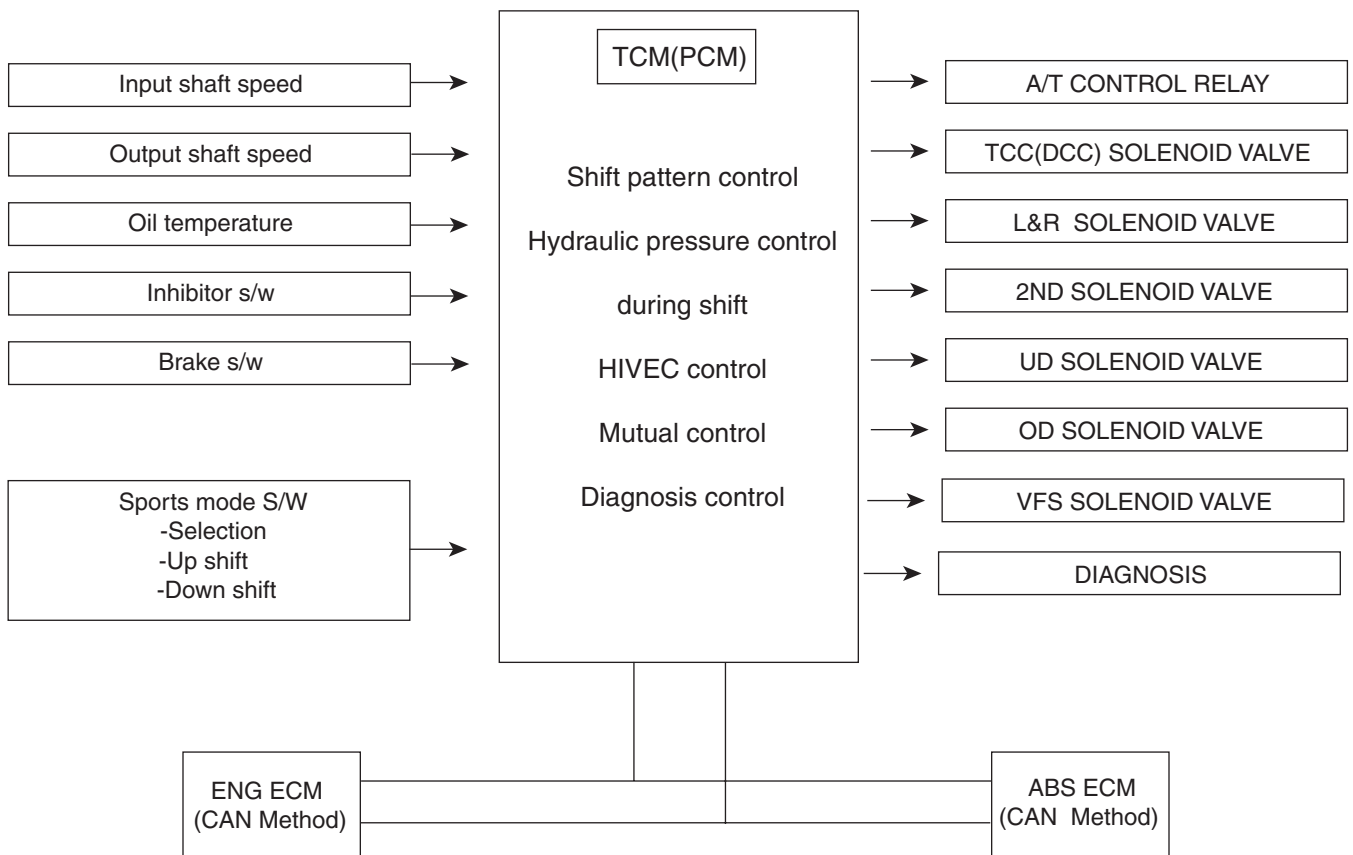 TCM(PCM)
Input shaft speed
Output shaft speed
Oil temperature
Inhibitor s/w
Brake s/w
Sports mode S/W
-Selection
-Up shift
-Down shift
Shift pattern control
Hydraulic pressure control
during shift
HIVEC control
Mutual control
Diagnosis control
A/T CONTROL RELAY
TCC(DCC) SOLENOID VALVE
L&R SOLENOID VALVE
2ND SOLENOID VALVE
UD SOLENOID VALVE
OD SOLENOID VALVE
VFS SOLENOID VALVE
DIAGNOSIS
ENG ECM
(CAN Method)
ABS ECM
(CAN Method)